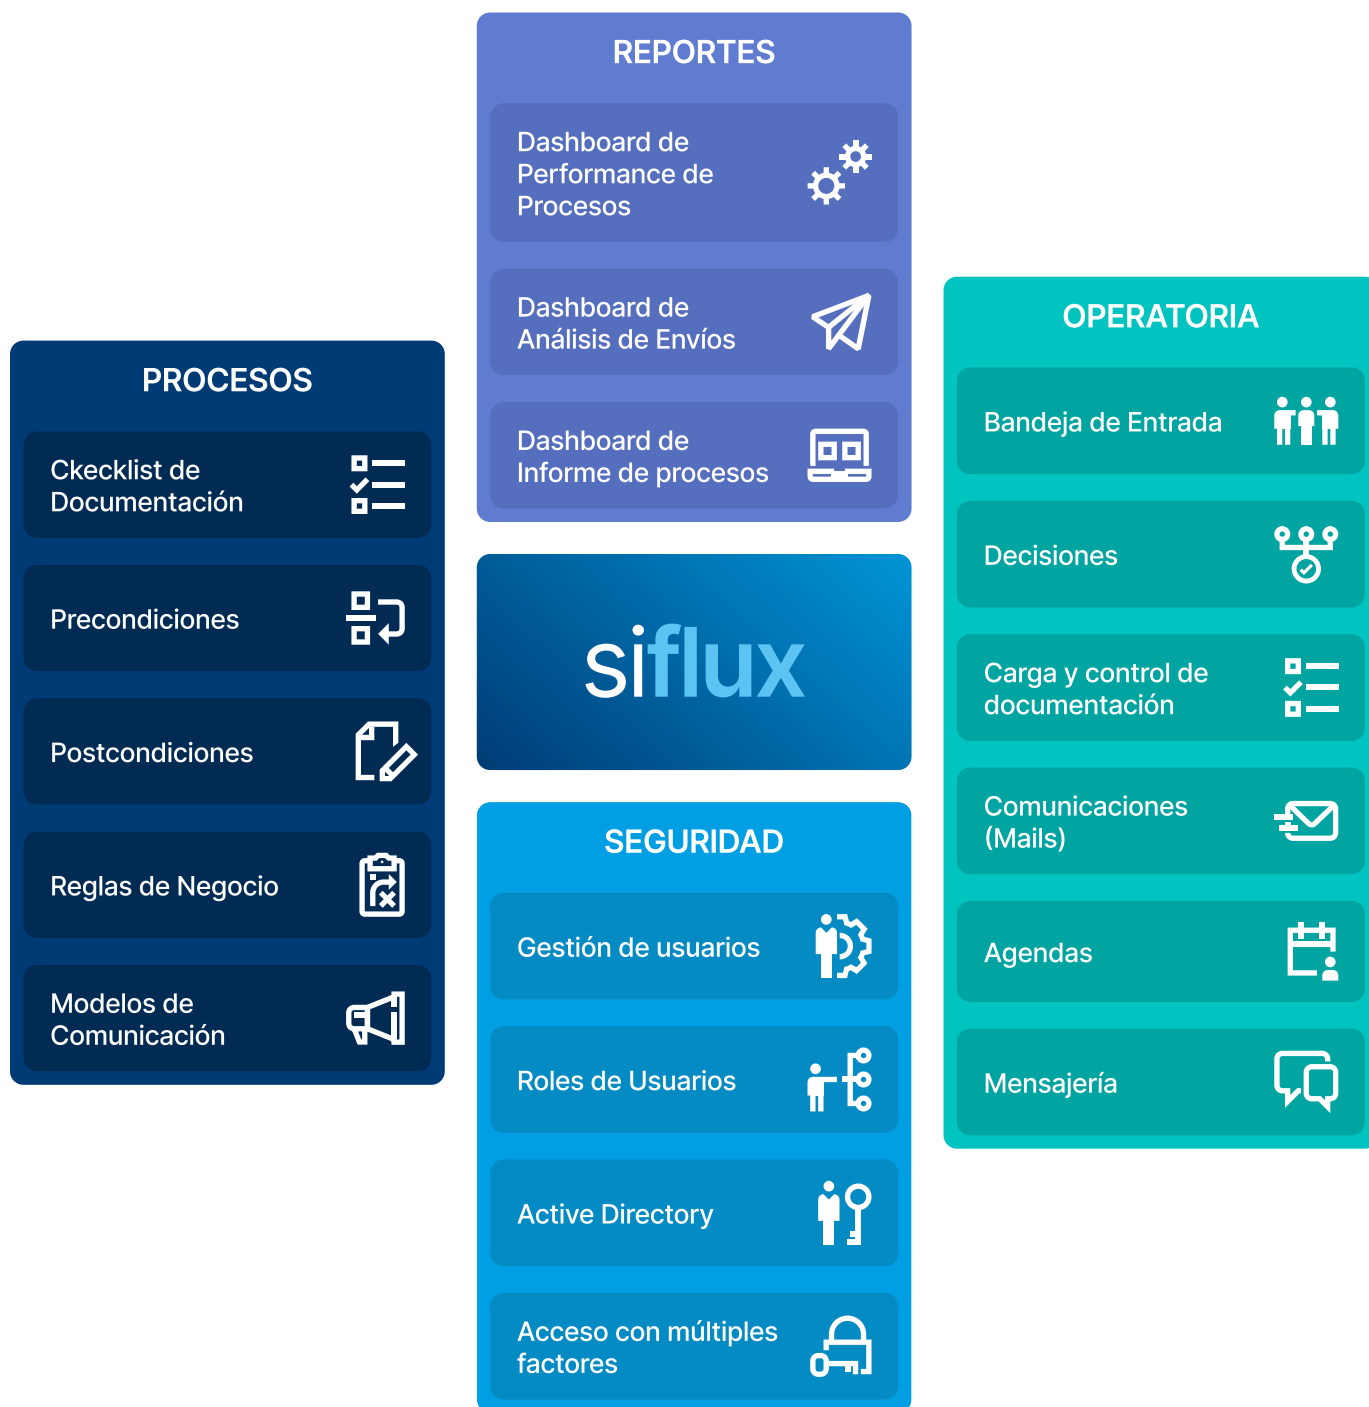 REPORTES
Dashboard de
Performance de
Procesos
Dashboard de
Análisis de Envíos
Dashboard de
Informe de procesos
PROCESOS
Ckecklist de
Documentación
Precondiciones
Postcondiciones
Reglas de Negocio
Modelos de
Comunicación
siflux
SEGURIDAD
Gestión de usuarios
Roles de Usuarios
Active Directory
Acceso con múltiples
factores
OPERATORIA
Bandeja de Entrada
Decisiones
Carga y control de
documentación
Comunicaciones
(Mails)
Agendas
Mensajería